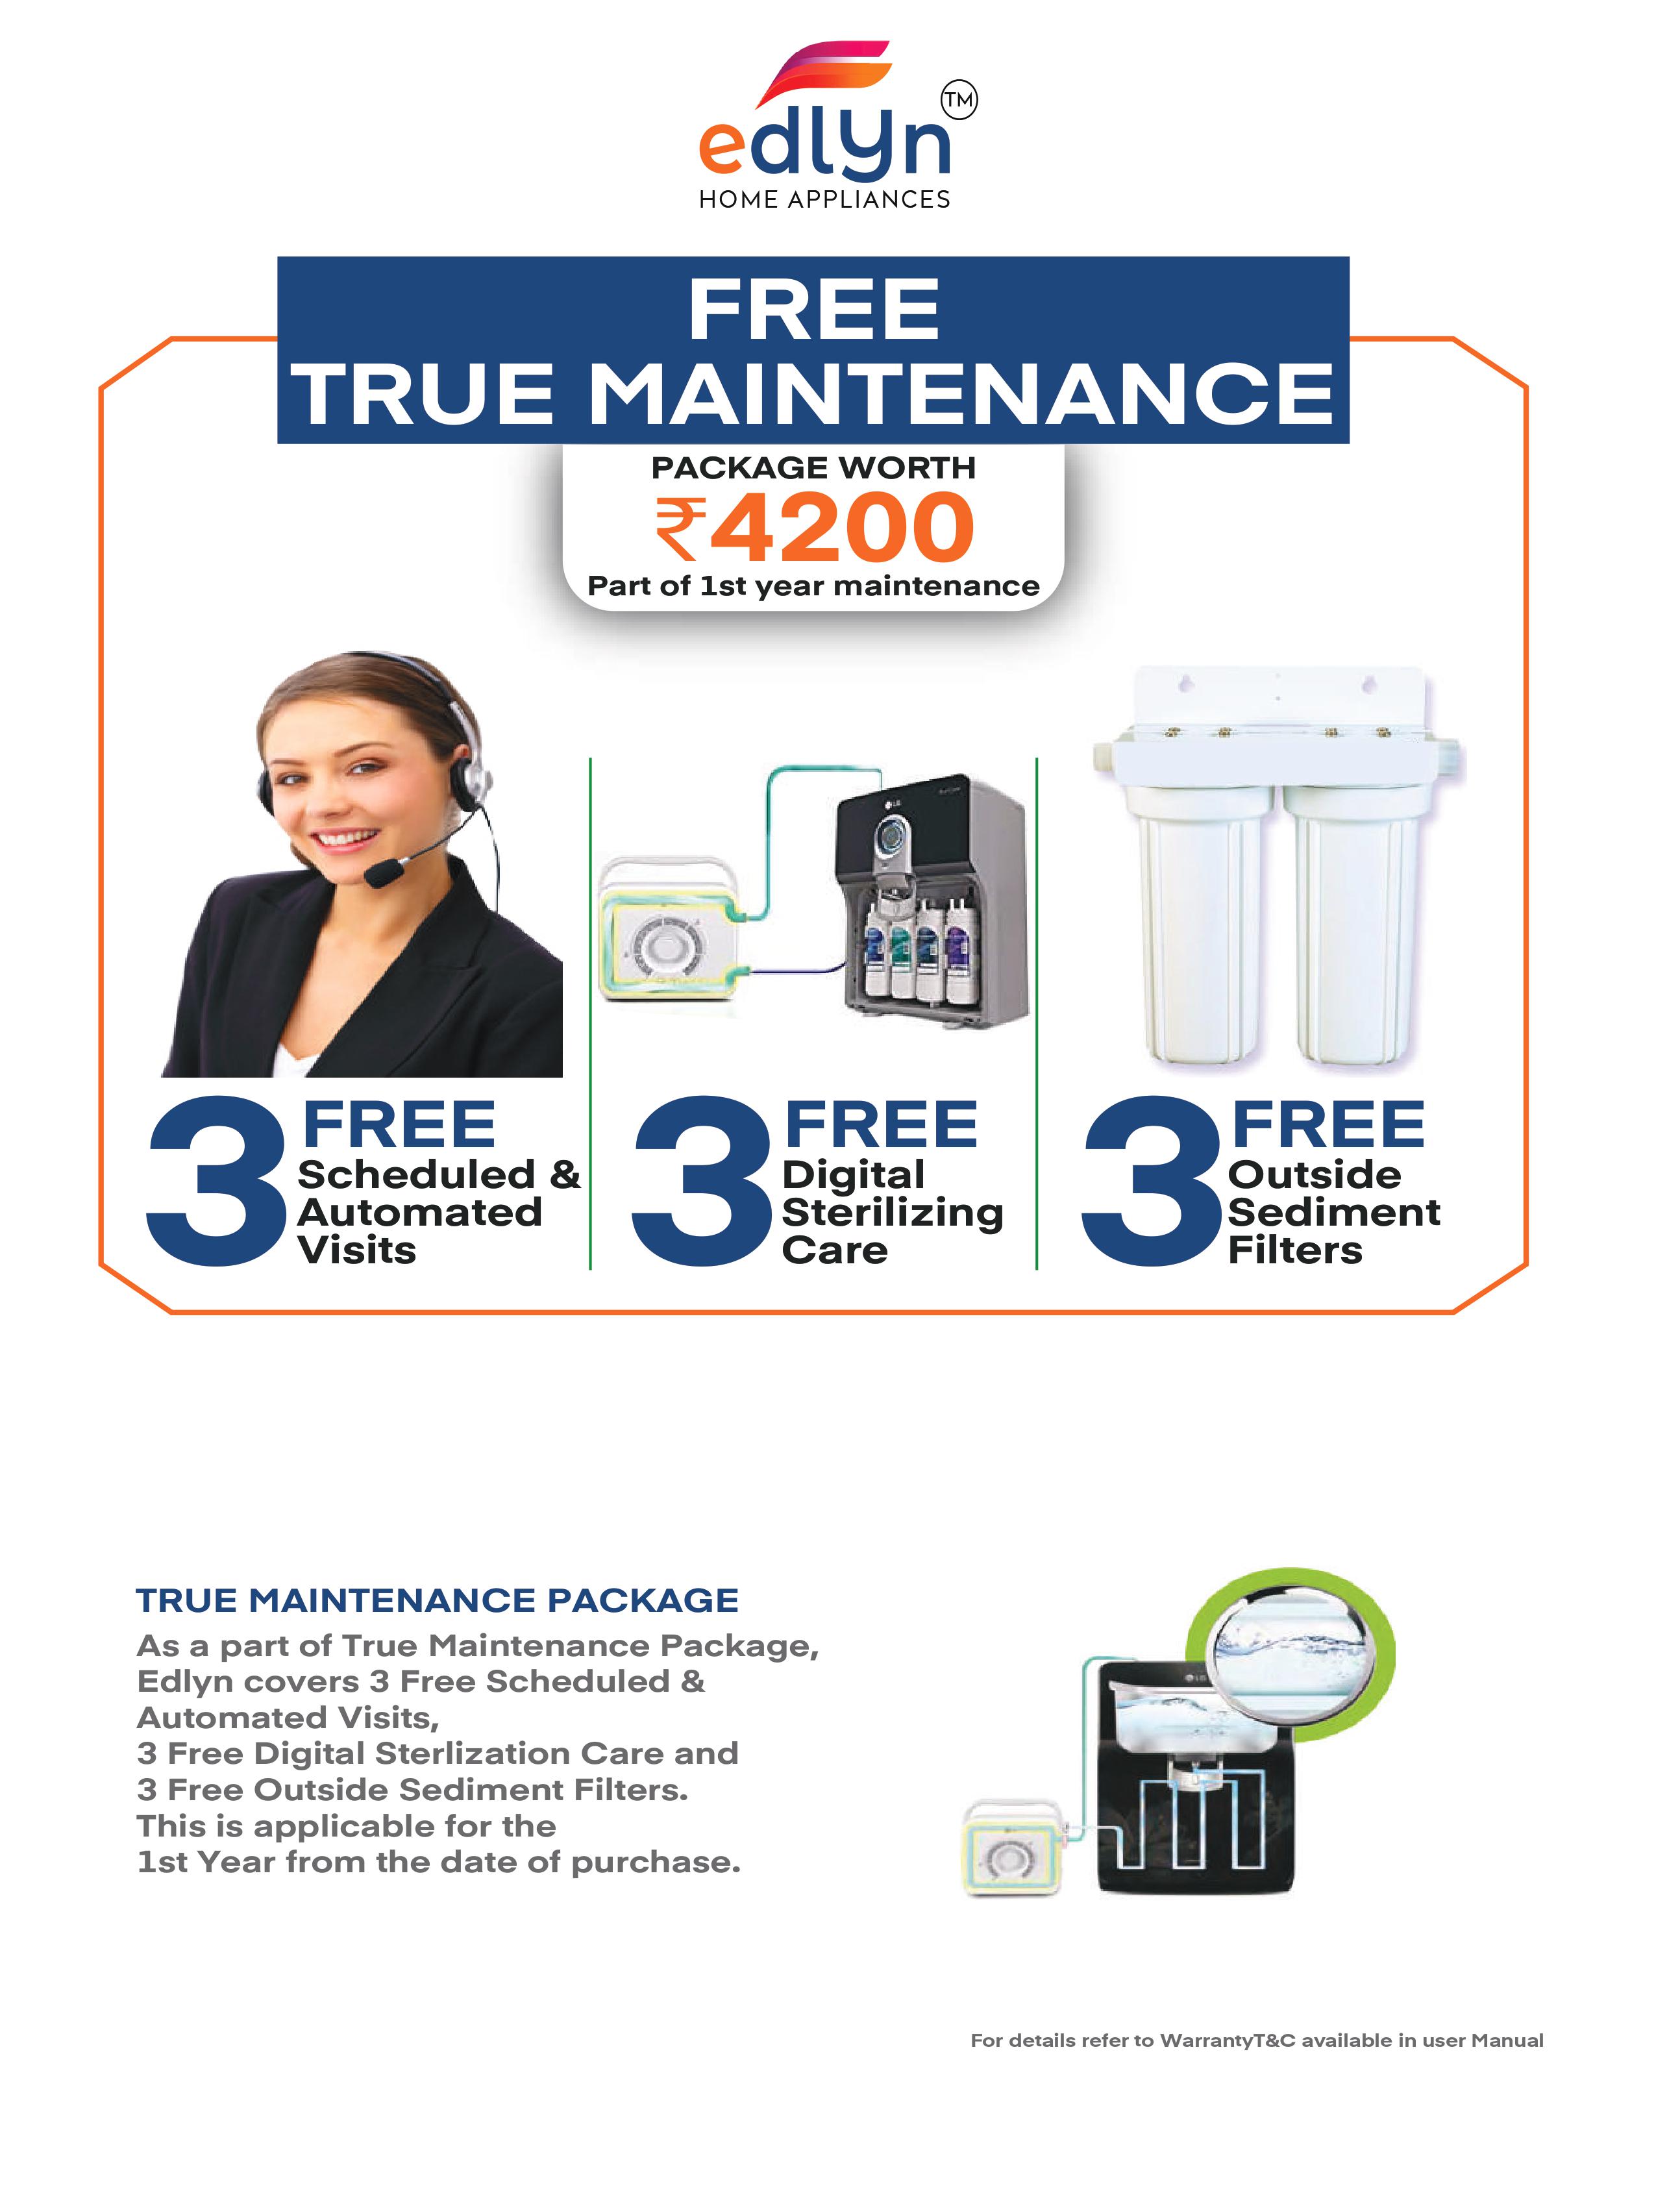 edlyn TM
HOME APPLIANCES
FREE
TRUE MAINTENANCE
PACKAGE WORTH
₹4200
Part of 1st year maintenance
LG
3 FREE
Scheduled &
Automated
Visits
3 FREE
Digital
Sterilizing
Care
3 FREE
Outside
Sediment
Filters
TRUE MAINTENANCE PACKAGE
As a part of True Maintenance Package,
Edlyn covers 3 Free Scheduled &
Automated Visits,
3 Free Digital Sterlization Care and
3 Free Outside Sediment Filters.
This is applicable for the
1st Year from the date of purchase.
LG
For details refer to WarrantyT&C available in user Manual